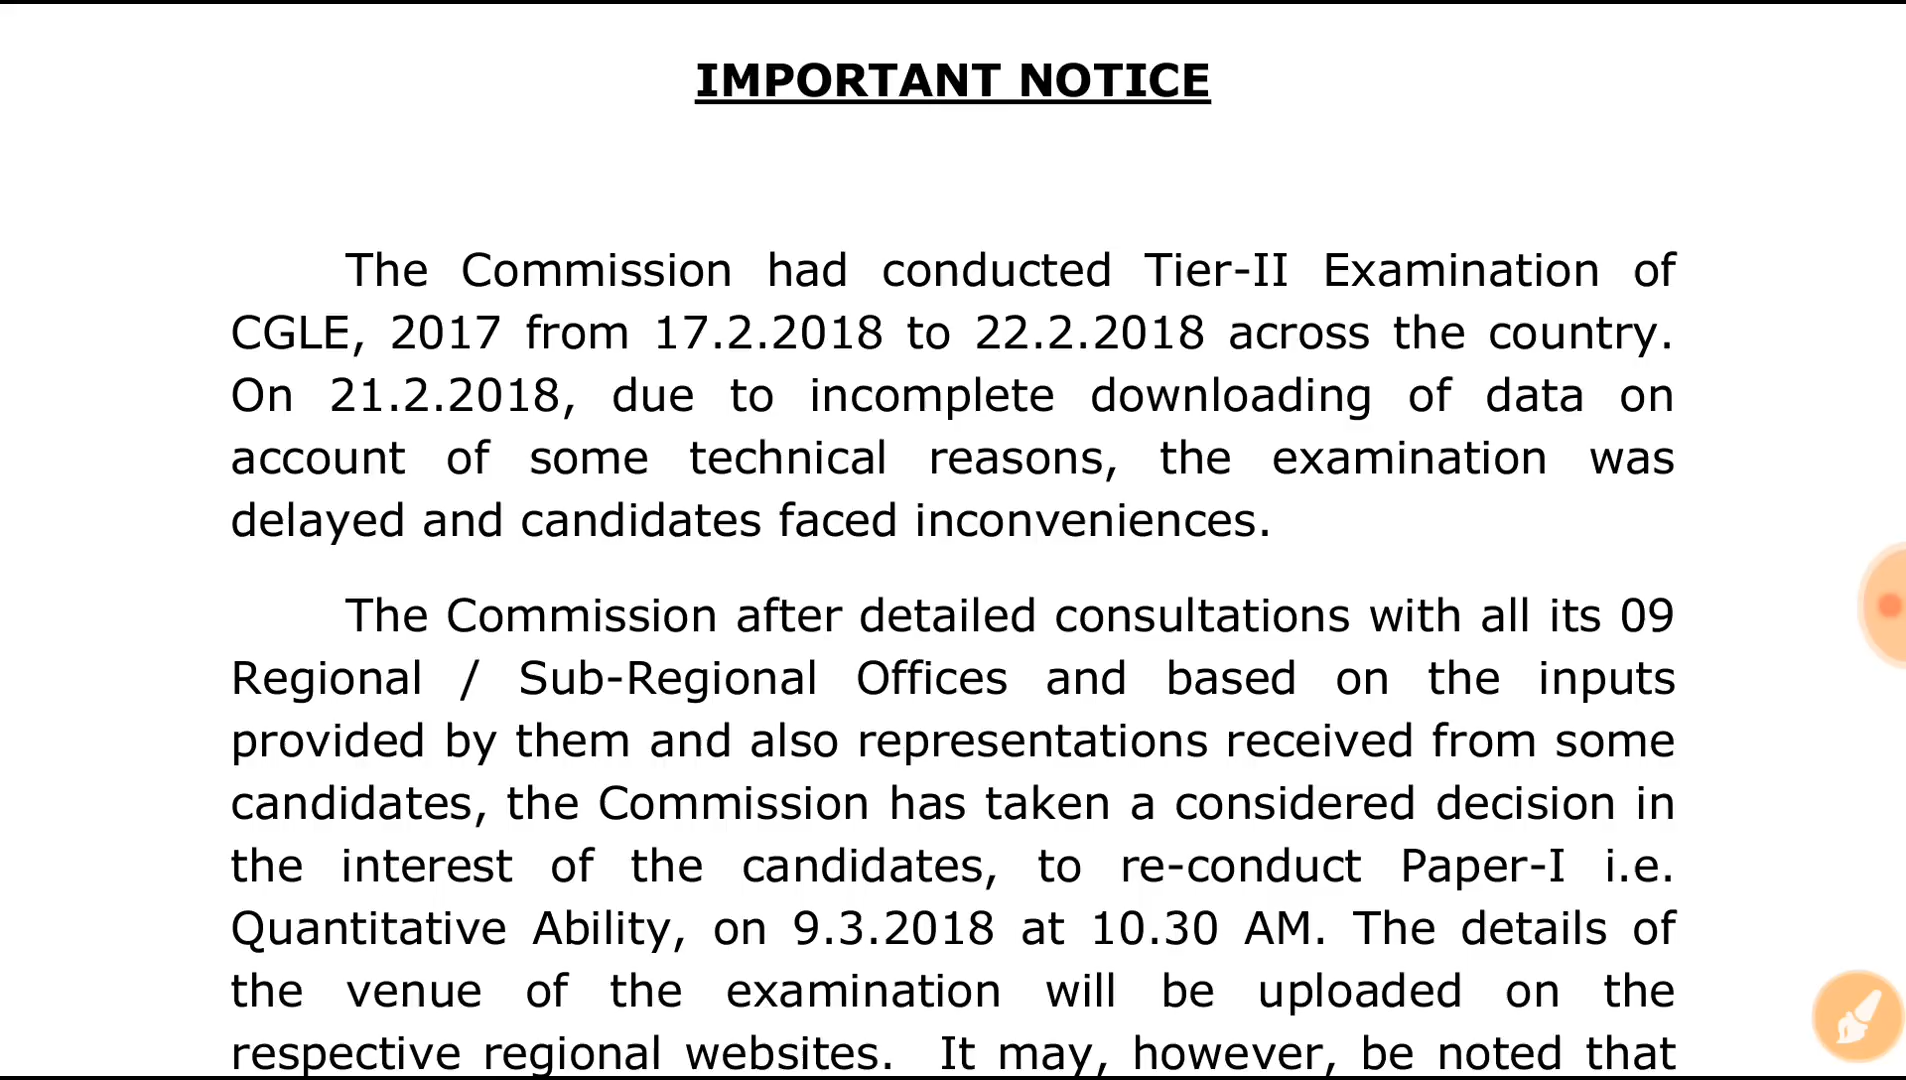 IMPORTANT NOTICE
The Commission had conducted Tier-II Examination of
CGLE, 2017 from 17.2.2018 to 22.2.2018 across the country.
On 21.2.2018, due to incomplete downloading of data on
account of some technical reasons, the examination was
delayed and candidates faced inconveniences.
The Commission after detailed consultations with all its 09
Regional / Sub-Regional Offices and based on the inputs
provided by them and also representations received from some
candidates, the Commission has taken a considered decision in
the interest of the candidates, to re-conduct Paper-I i.e.
Quantitative Ability, on 9.3.2018 at 10.30 AM. The details of
the venue of the examination will be uploaded on the
respective regional websites. It may, however, be noted that